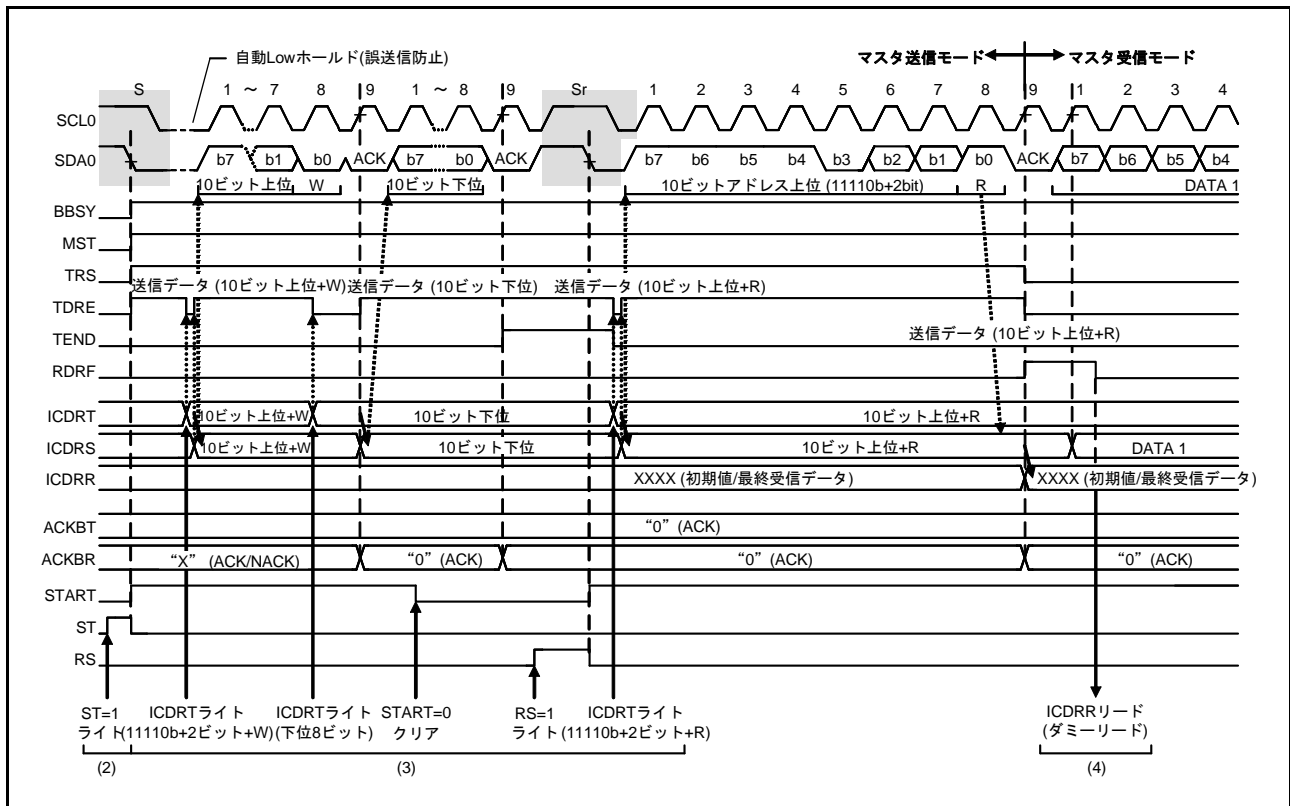 自動Lowホールド(誤送信防止)
マスタ送信モード マスタ受信モード
S 1 ～ 7 8 9 1 ～ 8 9 Sr 1 2 3 4 5 6 7 8 9 1 2 3 4
SCL0
SDA0 b7 b1 b0 ACK b7 b0 ACK b7 b6 b5 b4 b3 b2 b1 b0 ACK b7 b6 b5 b4
10ビット上位 W 10ビット下位 10ビットアドレス上位 (11110b+2bit) R DATA 1
BBSY
MST
TRS
送信データ (10ビット上位+W) 送信データ (10ビット下位) 送信データ (10ビット上位+R)
TDRE
TEND 送信データ (10ビット上位+R)
RDRF
ICDRT 10ビット上位+W 10ビット下位 10ビット上位+R
ICDRS 10ビット上位+W 10ビット下位 10ビット上位+R DATA 1
ICDRR XXXX (初期値/最終受信データ) XXXX (初期値/最終受信データ)
ACKBT “0” (ACK)
ACKBR “X” (ACK/NACK) “0” (ACK) “0” (ACK) “0” (ACK)
START
ST
RS
ST=1 ICDRTライト ICDRTライト START=0 RS=1 ICDRTライト ICDRRリード
ライト (11110b+2ビット+W) (下位8ビット) クリア ライト (11110b+2ビット+R) (ダミーリード)
(2) (3) (4)